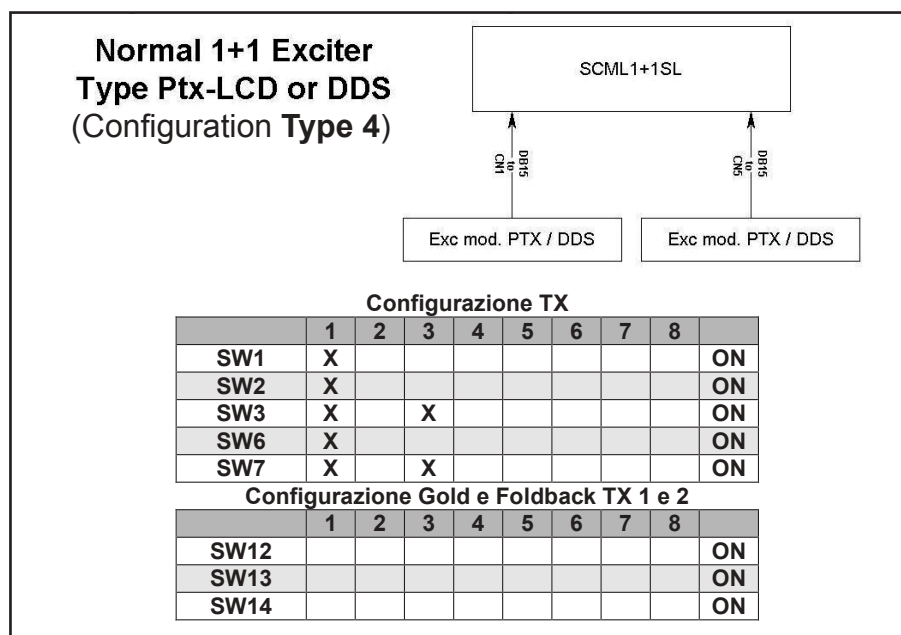 Normal 1+1 Exciter
Type Ptx-LCD or DDS
(Configuration Type 4)
SCML1+1SL
DB15
to
CN1
DB15
to
CN5
Exc mod. PTX / DDS
Exc mod. PTX / DDS
Configurazione TX
1 2 3 4 5 6 7 8
SW1 X ON
SW2 X ON
SW3 X X ON
SW6 X ON
SW7 X X ON
Configurazione Gold e Foldback TX 1 e 2
1 2 3 4 5 6 7 8
SW12 ON
SW13 ON
SW14 ON